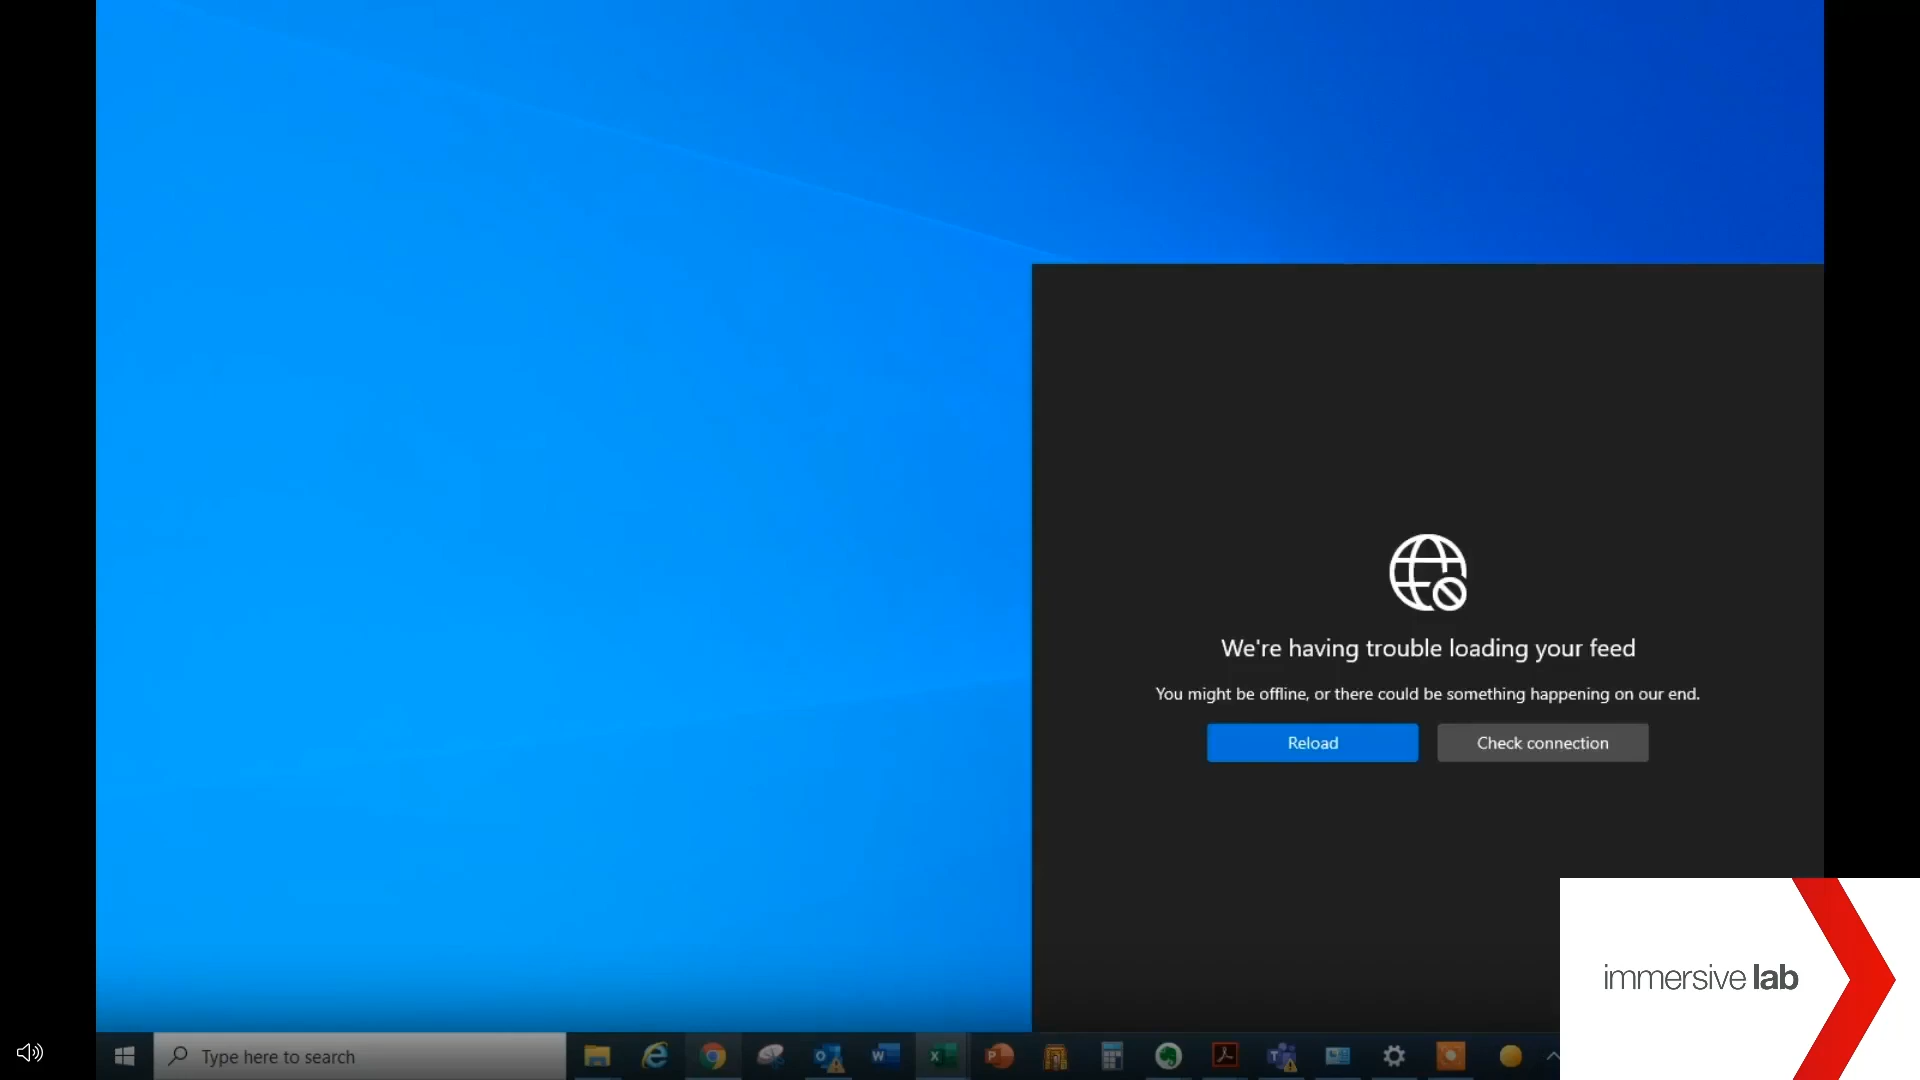 We're having trouble loading your feed
You might be offline, or there could be something happening on our end.
Reload
Check connection
immersive lab
Type here to search